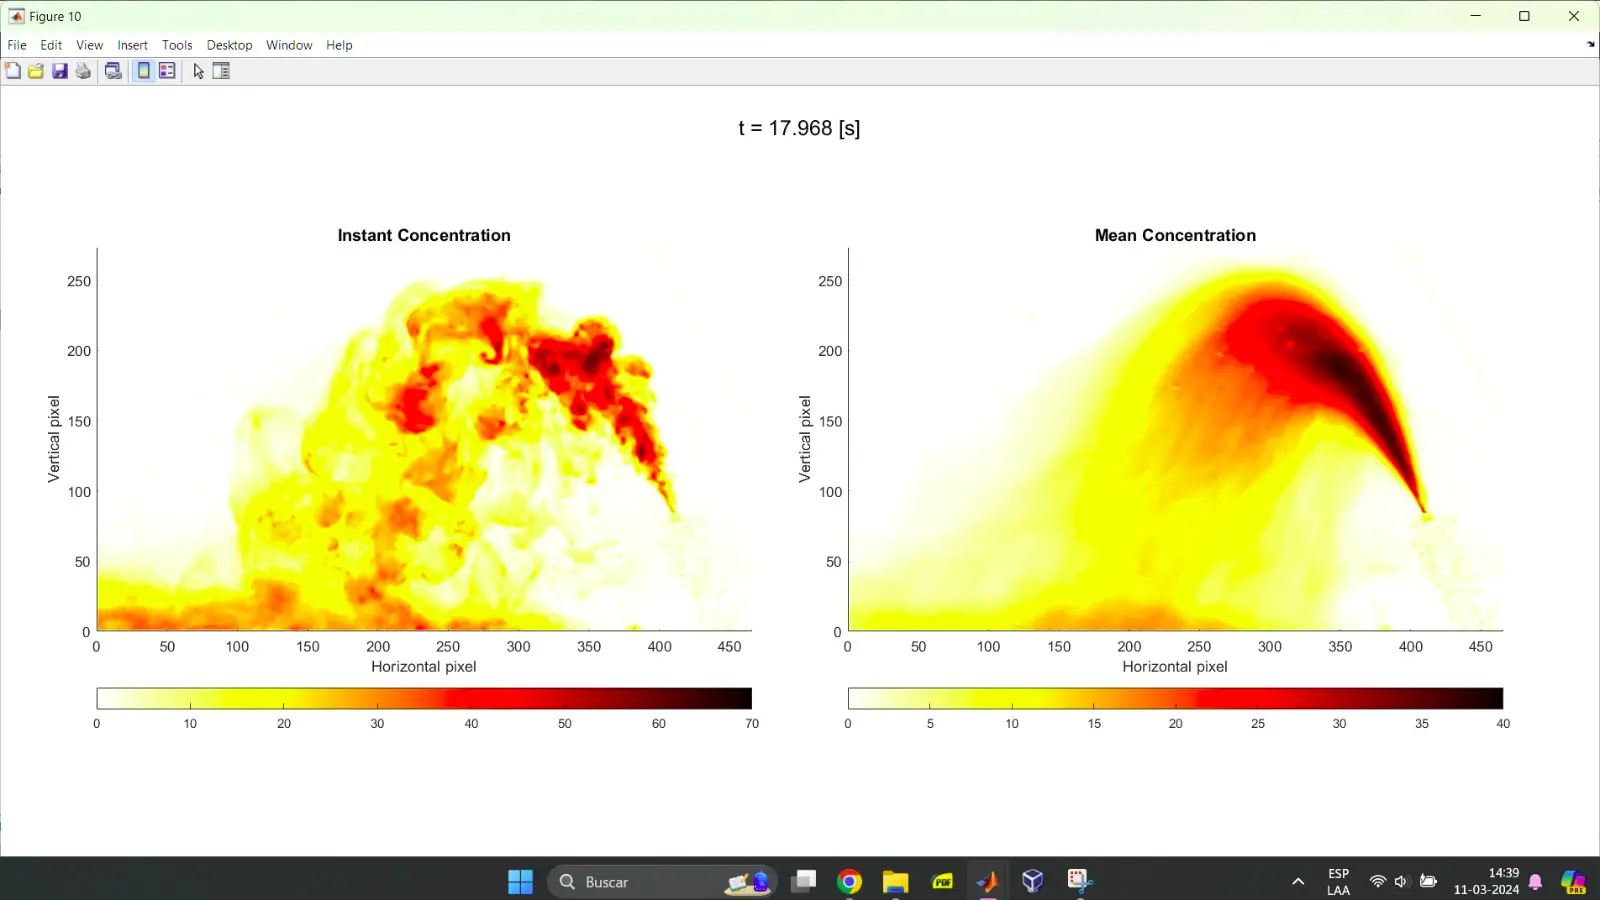 Figure 10
File Edit View Insert Tools Desktop Window Help
t = 17.968 [s]
Instant Concentration
250
200
150
100
50
0
Vertical pixel
0 50 100 150 200 250 300 350 400 450
Horizontal pixel
0 10 20 30 40 50 60 70
Mean Concentration
250
200
150
100
50
0
Vertical pixel
0 50 100 150 200 250 300 350 400 450
Horizontal pixel
0 5 10 15 20 25 30 35 40
Buscar
PDF
ESP
LAA
14:39
11-03-2024
PRE